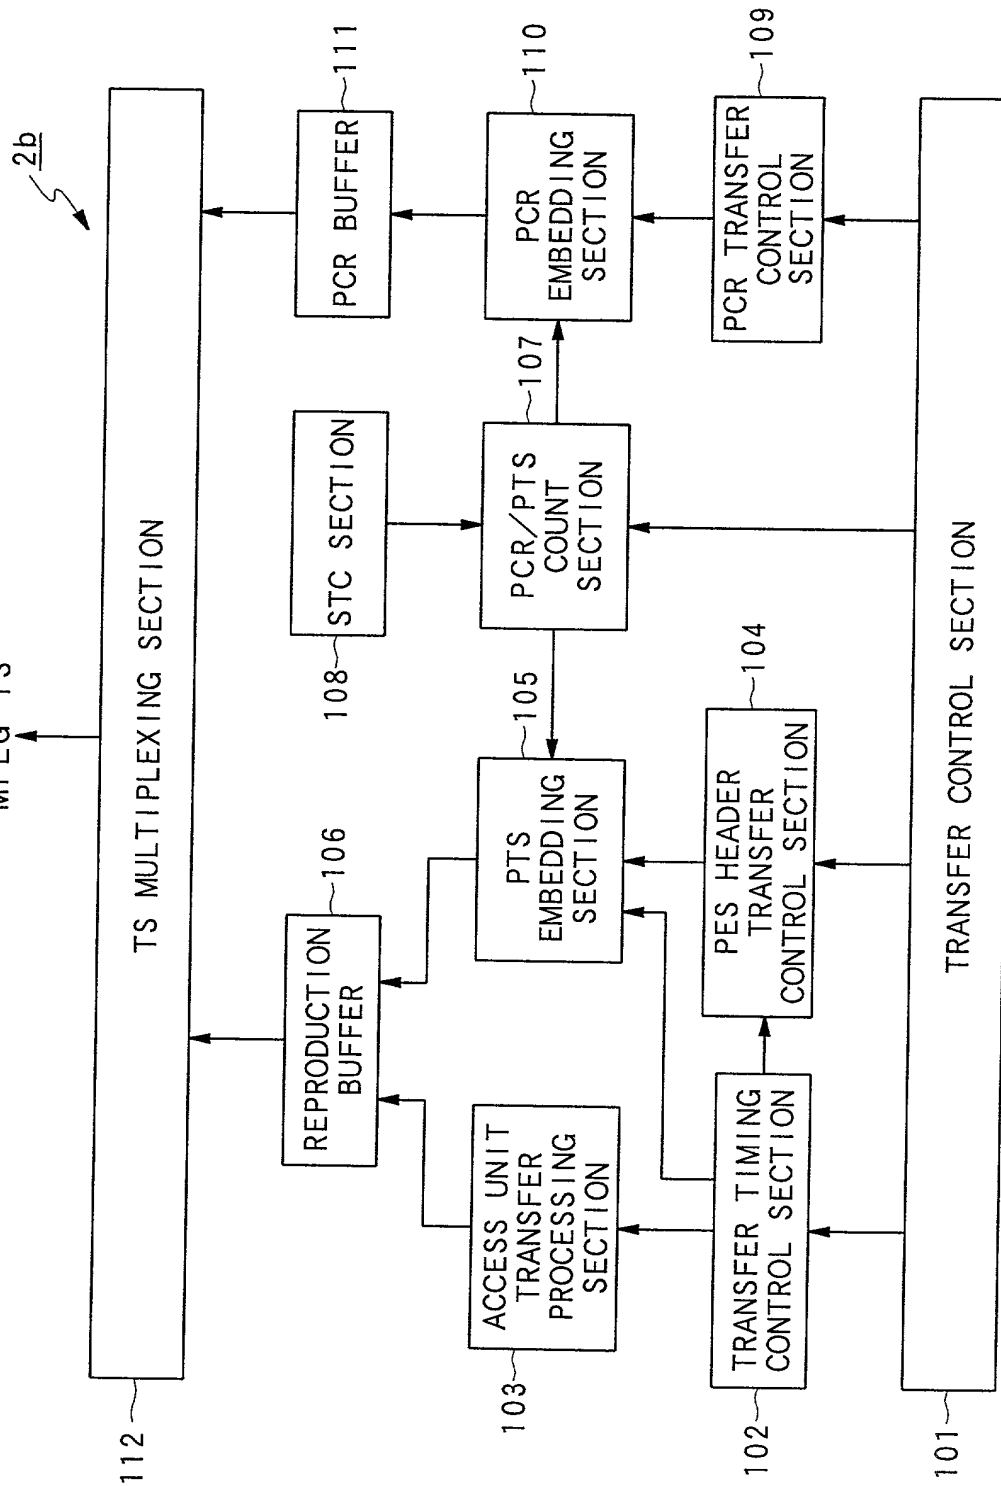 MPEG TS
2b
TS MULTIPLEXING SECTION
112
REPRODUCTION
BUFFER
106
108
STC SECTION
PCR BUFFER
111
ACCESS UNIT
TRANSFER
PROCESSING
SECTION
103
PTS
EMBEDDING
SECTION
105
PCR/PTS
COUNT
SECTION
107
PCR
EMBEDDING
SECTION
110
TRANSFER TIMING
CONTROL SECTION
102
PES HEADER
TRANSFER
CONTROL SECTION
104
PCR TRANSFER
CONTROL
SECTION
109
TRANSFER CONTROL SECTION
101